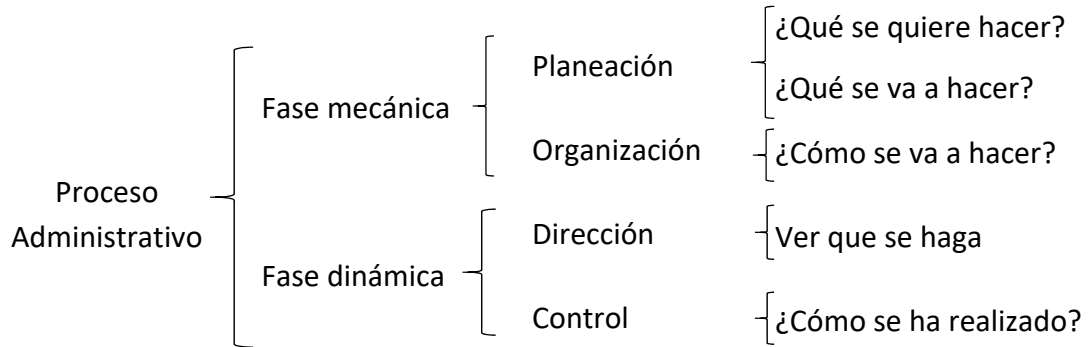 Proceso
Administrativo
Fase mecánica
Planeación
¿Qué se quiere hacer?
¿Qué se va a hacer?
Organización
¿Cómo se va a hacer?
Fase dinámica
Dirección
Ver que se haga
Control
¿Cómo se ha realizado?